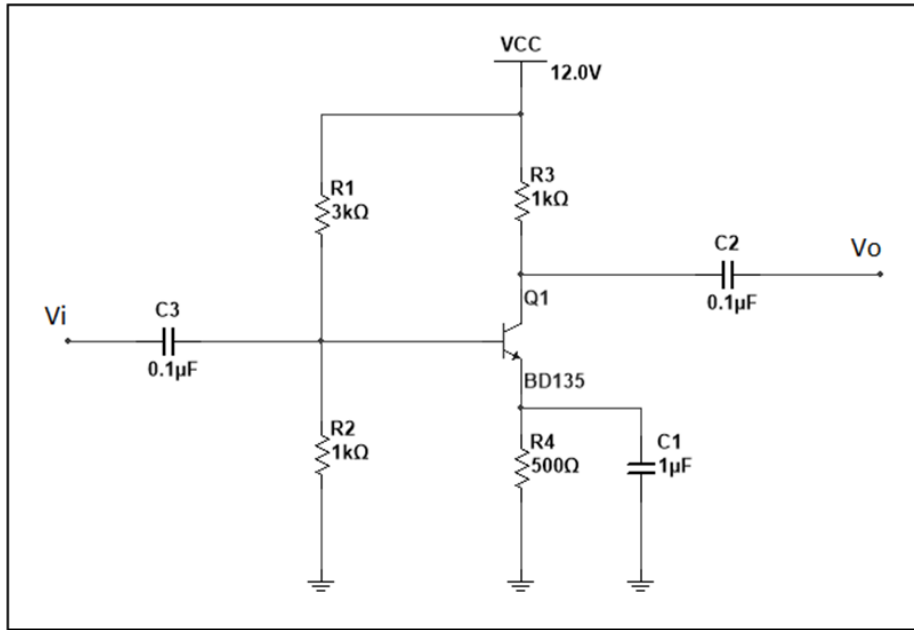 VCC
12.0V
R1
3kΩ
R3
1kΩ
C2
0.1µF
Vo
Q1
Vi
C3
0.1µF
BD135
R2
1kΩ
R4
500Ω
C1
1µF